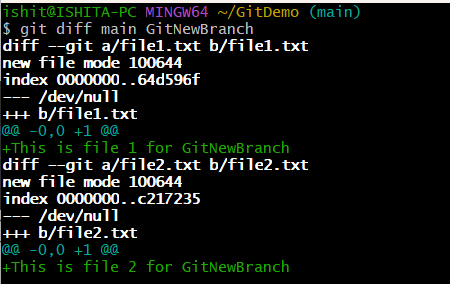 ishit@ISHITA-PC MINGW64 ~/GitDemo (main)
$ git diff main GitNewBranch
diff --git a/file1.txt b/file1.txt
new file mode 100644
index 0000000..64d596f
--- /dev/null
+++ b/file1.txt
@@ -0,0 +1 @@
+This is file 1 for GitNewBranch
diff --git a/file2.txt b/file2.txt
new file mode 100644
index 0000000..c217235
--- /dev/null
+++ b/file2.txt
@@ -0,0 +1 @@
+This is file 2 for GitNewBranch